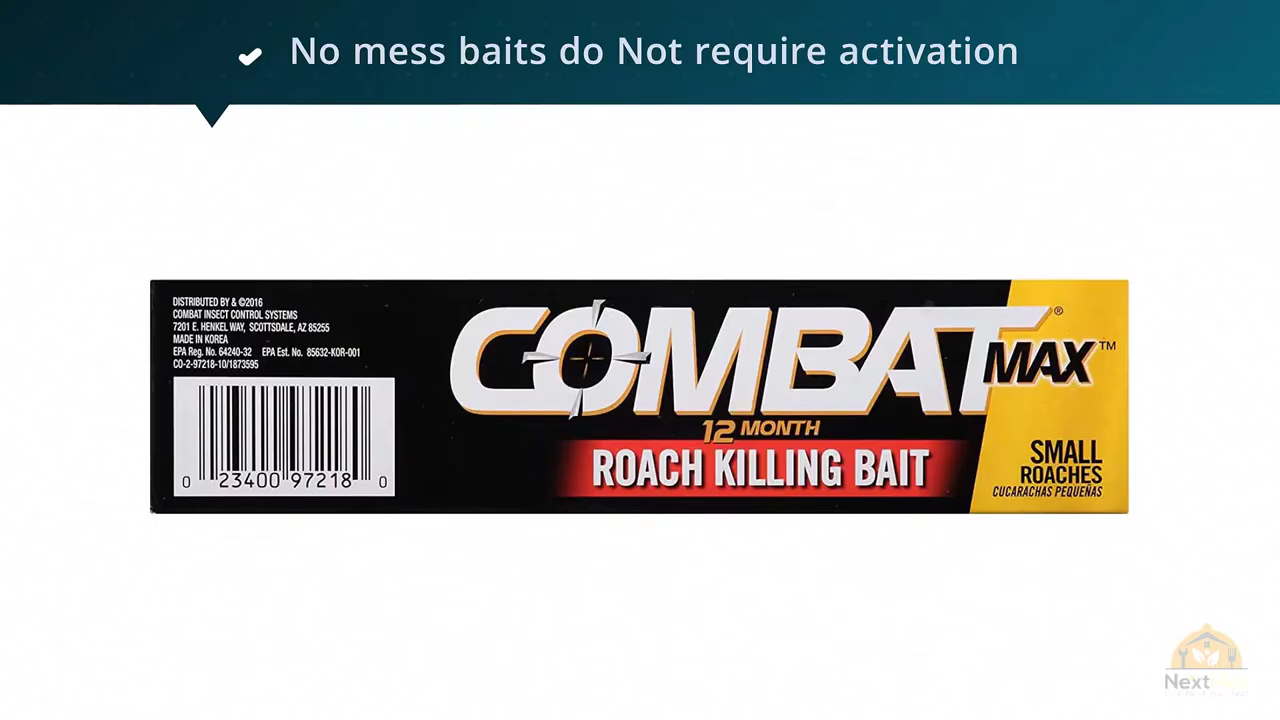 No mess baits do Not require activation
DISTRIBUTED BY & ©2016
COMBAT INSECT CONTROL SYSTEMS
7201 E. HENKEL WAY, SCOTTSDALE, AZ 85255
MADE IN KOREA
EPA Reg. No. 64240-32 EPA Est. No. 85632-KOR-001
CO-2-97218-10/1873595
0 23400 97218 0
COMBAT® MAX™
12 MONTH
ROACH KILLING BAIT
SMALL
ROACHES
CUCARACHAS PEQUEÑAS
Next